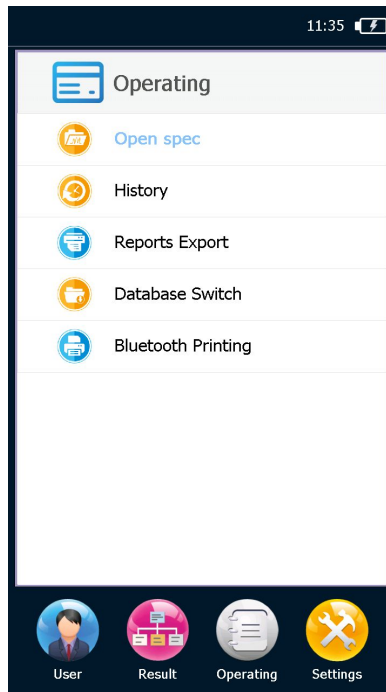 11:35
Operating
Open spec
History
Reports Export
Database Switch
Bluetooth Printing
User Result Operating Settings